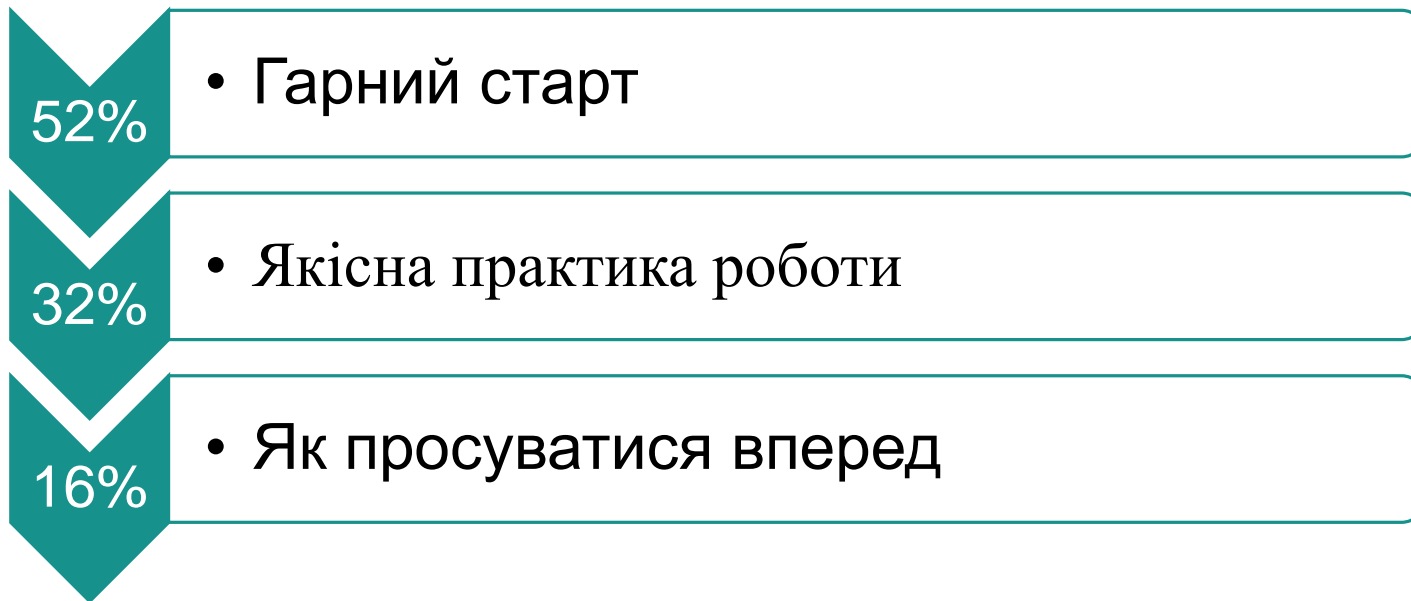 52%
• Гарний старт
32%
• Якісна практика роботи
16%
• Як просуватися вперед